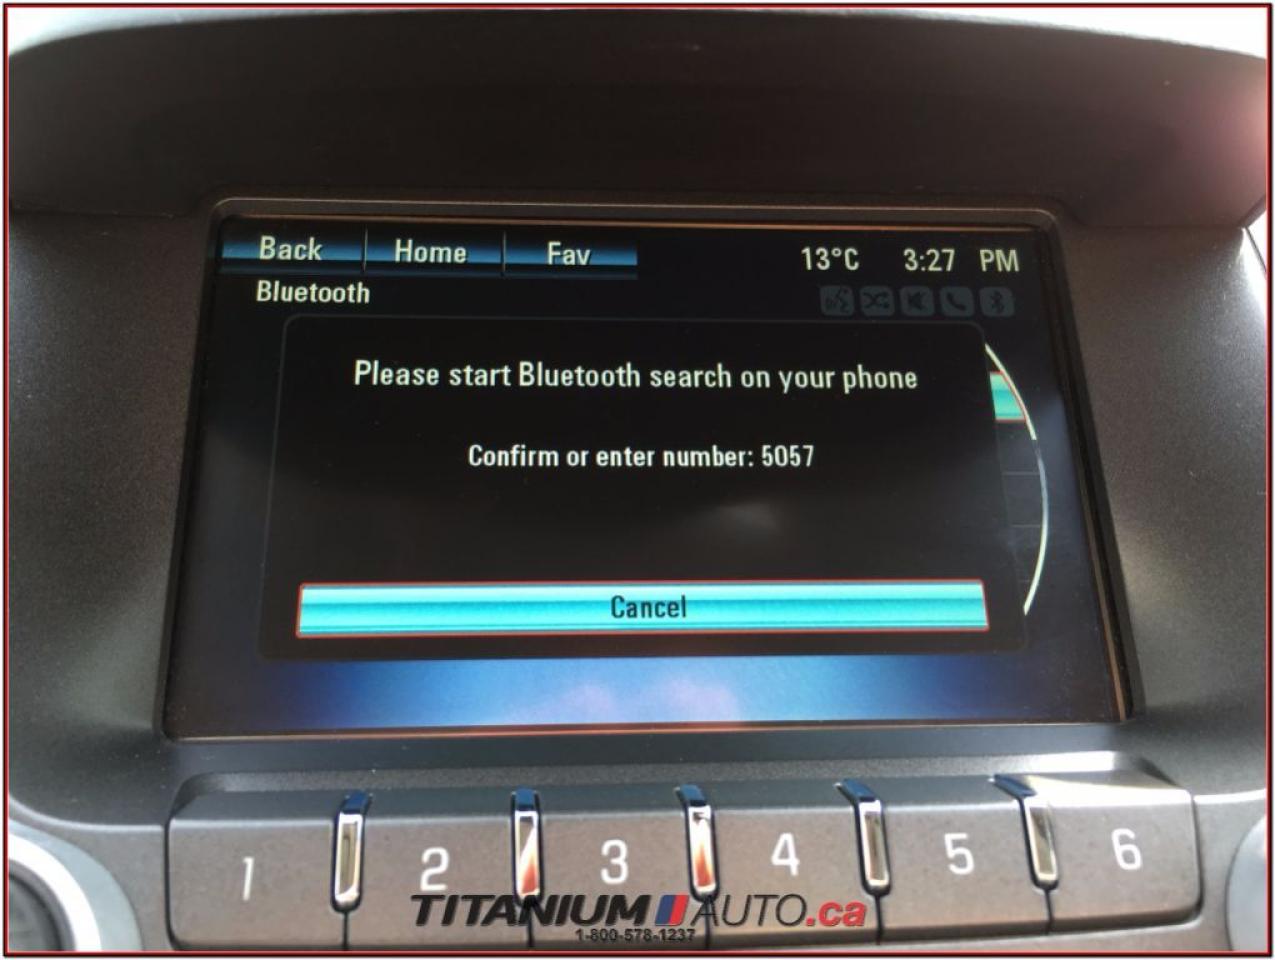 Back Home Fav 13°C 3:27 PM
Bluetooth
Please start Bluetooth search on your phone
Confirm or enter number: 5057
Cancel
1 2 3 4 5 6
TITANIUM AUTO.ca
1-800-578-1237